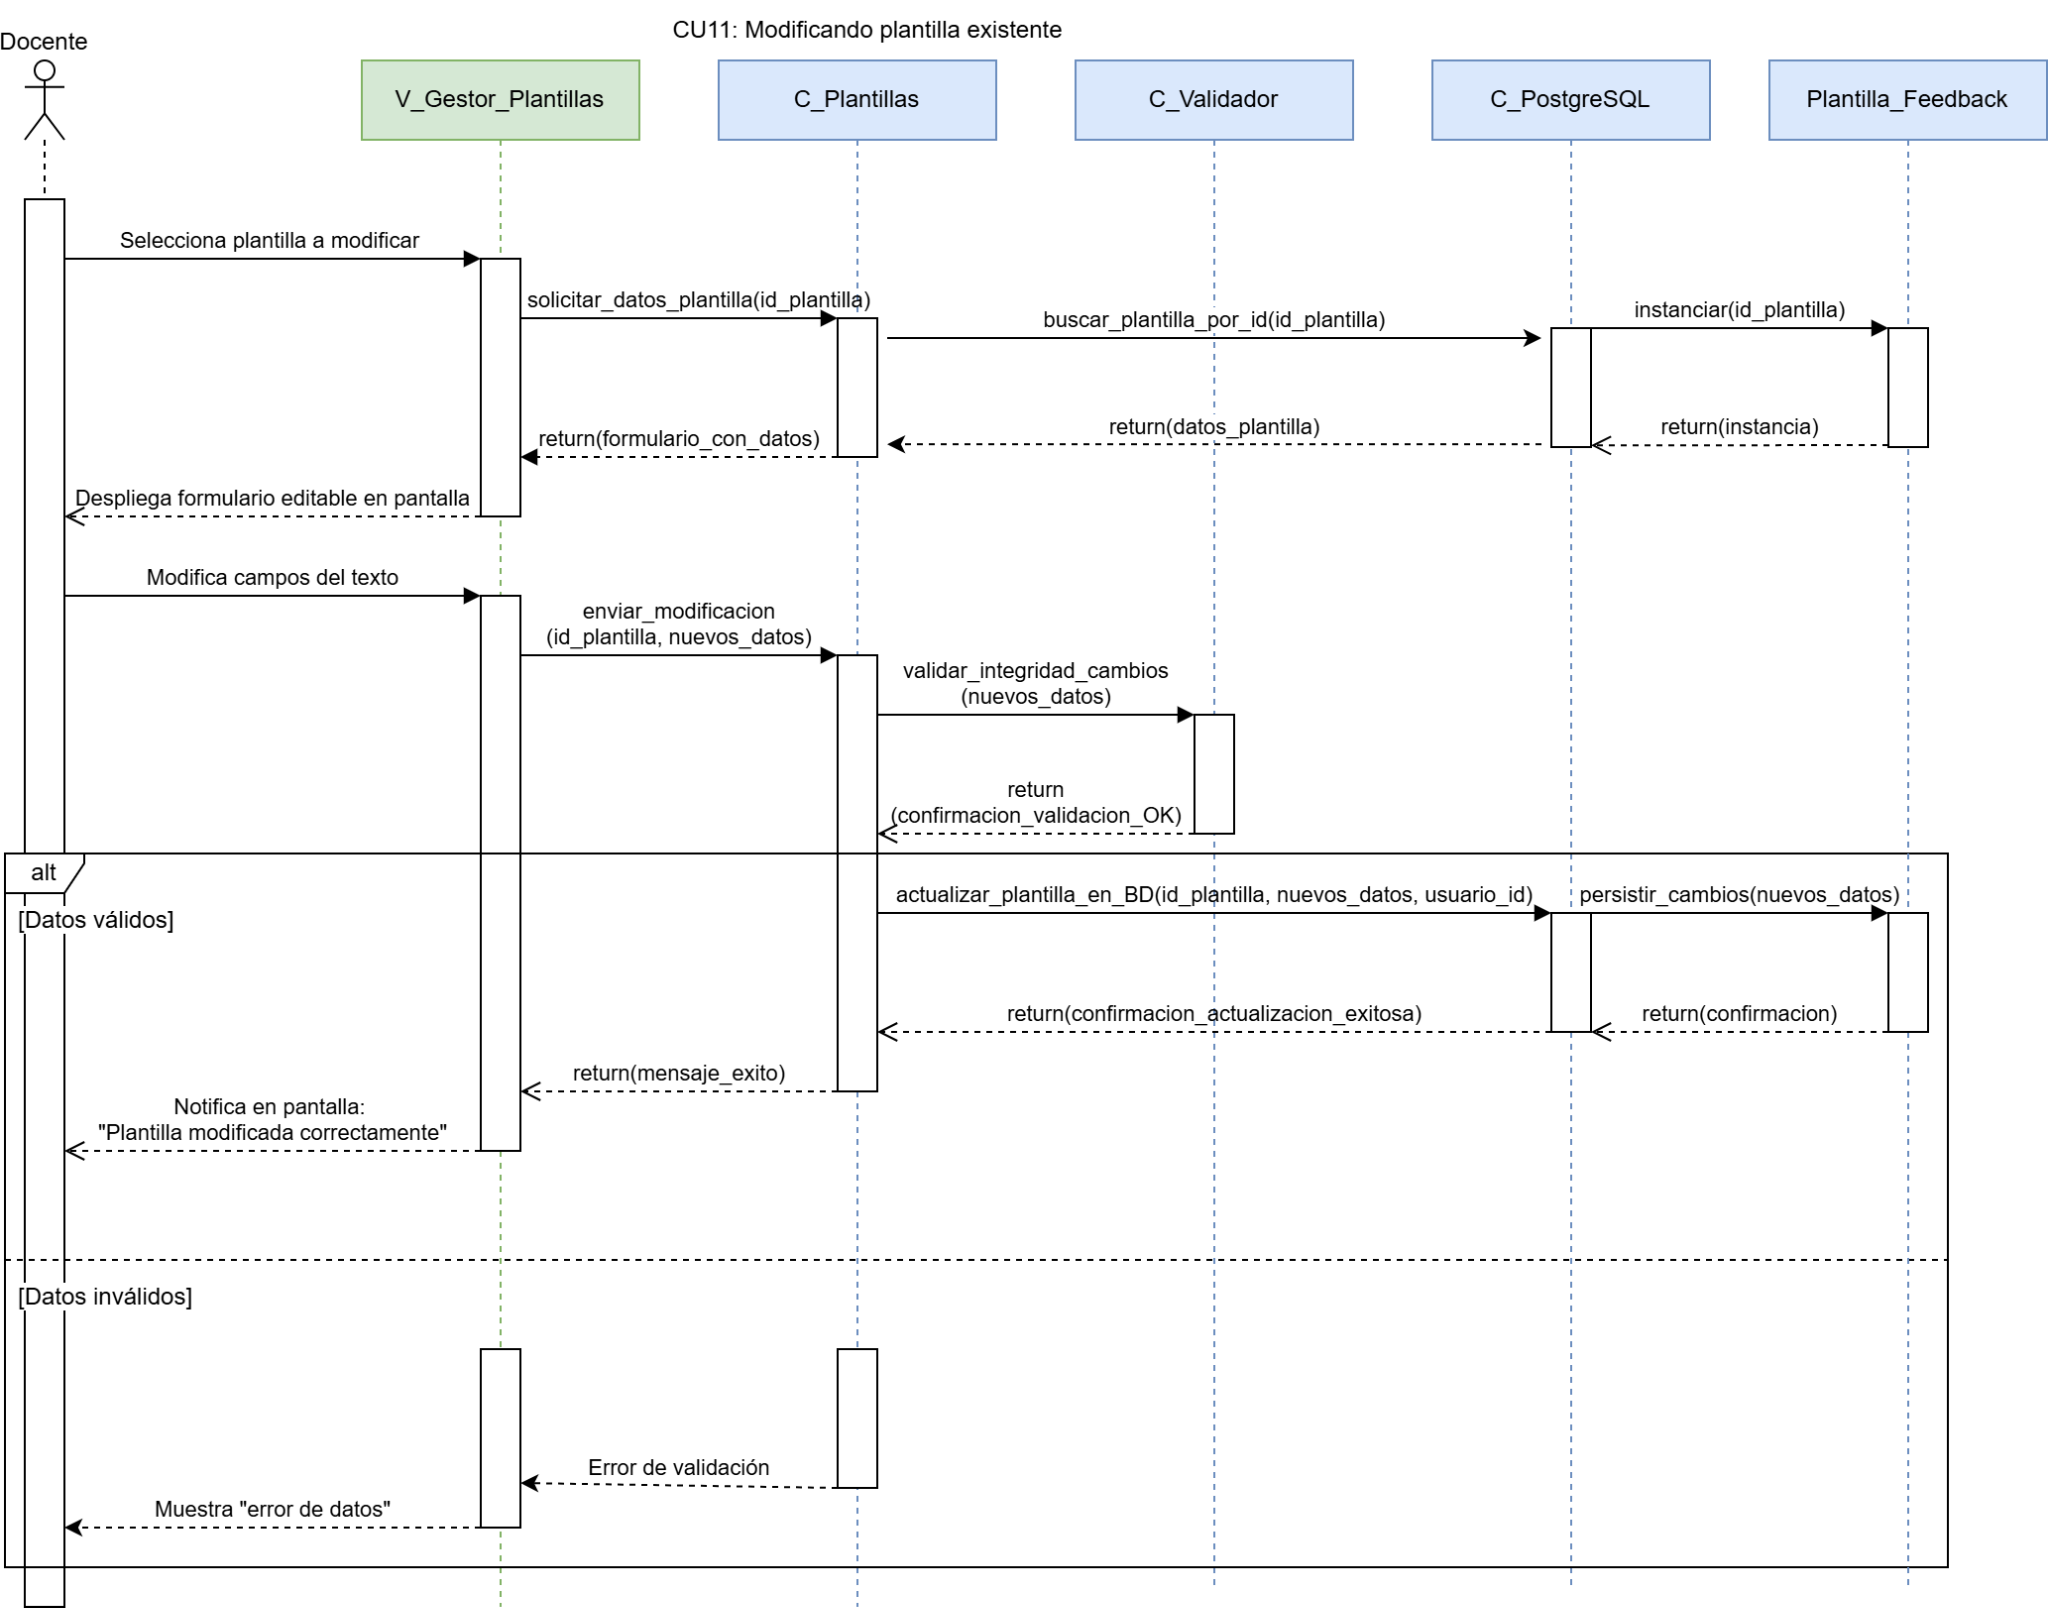 CU11: Modificando plantilla existente
Docente
V_Gestor_Plantillas
C_Plantillas
C_Validador
C_PostgreSQL
Plantilla_Feedback
Selecciona plantilla a modificar
solicitar_datos_plantilla(id_plantilla)
buscar_plantilla_por_id(id_plantilla)
instanciar(id_plantilla)
return(formulario_con_datos)
return(datos_plantilla)
return(instancia)
Despliega formulario editable en pantalla
Modifica campos del texto
enviar_modificacion
(id_plantilla, nuevos_datos)
validar_integridad_cambios
(nuevos_datos)
return
(confirmacion_validacion_OK)
alt
[Datos válidos]
actualizar_plantilla_en_BD(id_plantilla, nuevos_datos, usuario_id)
persistir_cambios(nuevos_datos)
return(confirmacion_actualizacion_exitosa)
return(confirmacion)
return(mensaje_exito)
Notifica en pantalla:
"Plantilla modificada correctamente"
[Datos inválidos]
Error de validación
Muestra "error de datos"